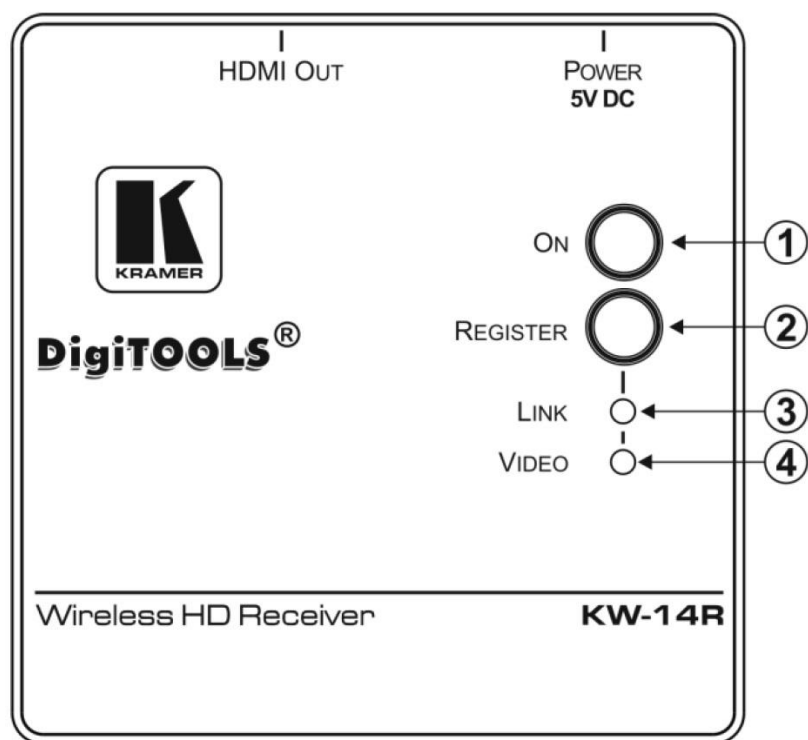 HDMI OUT
POWER
5V DC
K
KRAMER
DigiTOOLS®
ON
1
REGISTER
2
LINK
3
VIDEO
4
Wireless HD Receiver
KW-14R